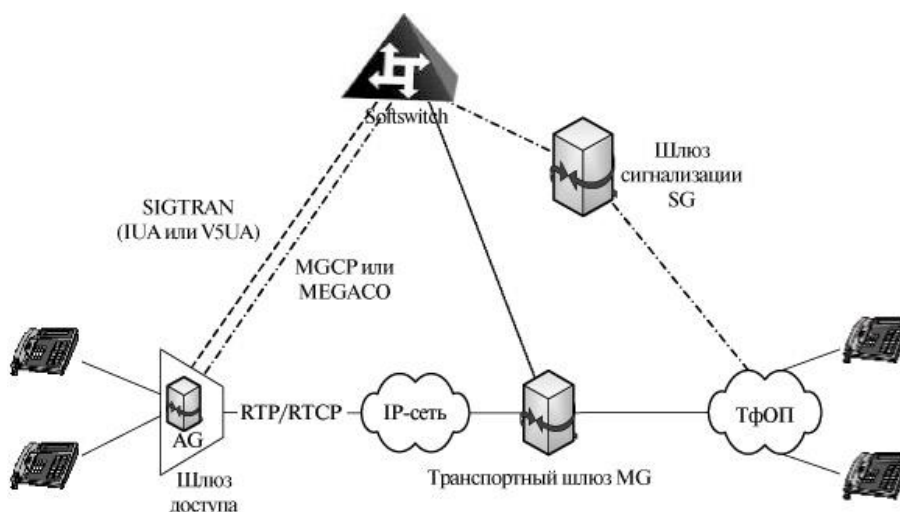 Softswitch
Шлюз
сигнализации
SG
SIGTRAN
(IUA или V5UA)
MGCP или
MEGACO
AG
RTP/RTCP
IP-сеть
ТфОП
Шлюз
доступа
Транспортный шлюз MG